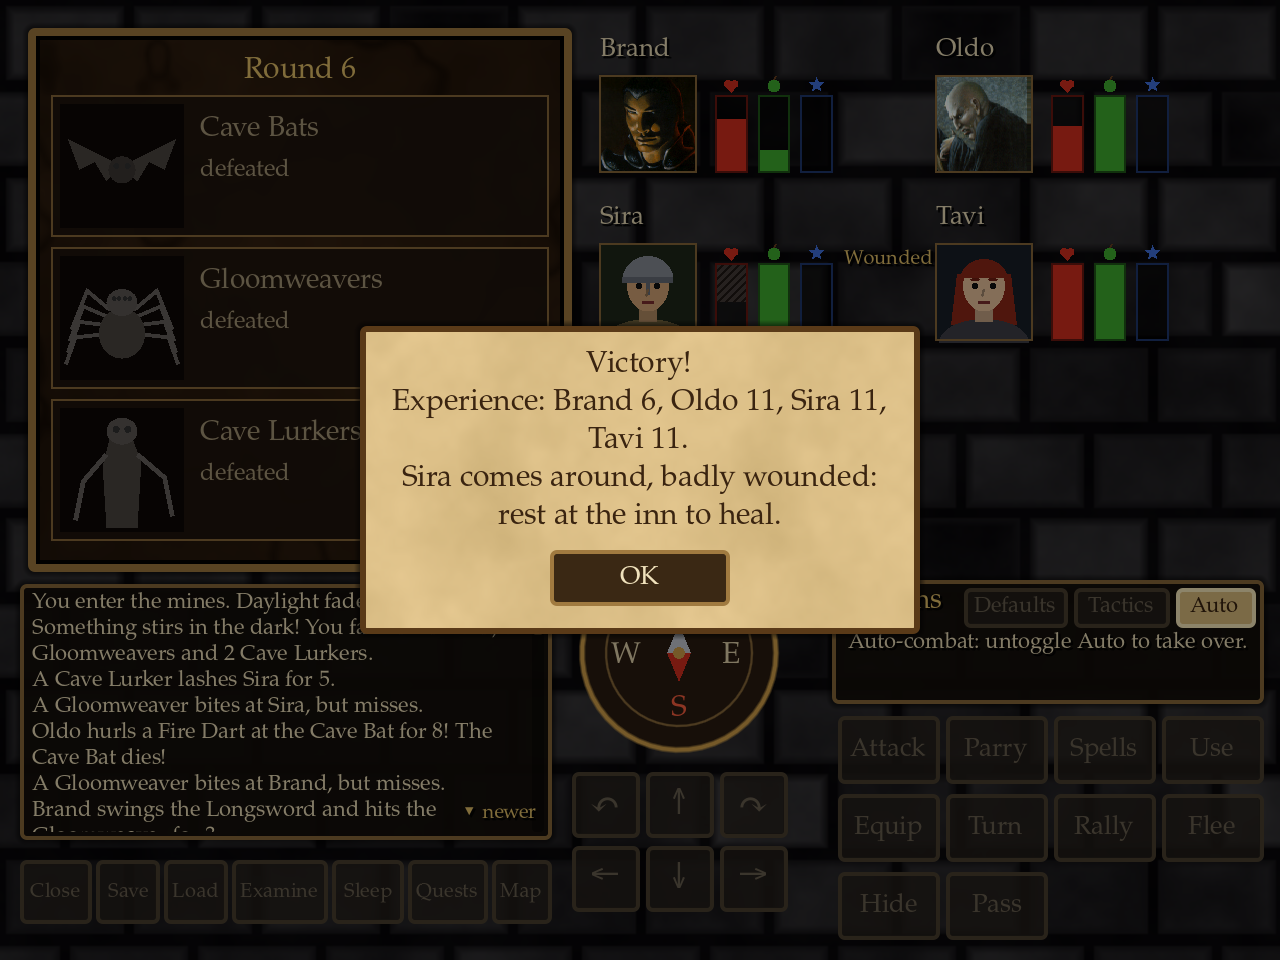 Round 6
Cave Bats
defeated
Gloomweavers
defeated
Cave Lurkers
defeated
Brand
Oldo
Sira
Wounded
Tavi
Victory!
Experience: Brand 6, Oldo 11, Sira 11,
Tavi 11.
Sira comes around, badly wounded:
rest at the inn to heal.
OK
You enter the mines. Daylight fade
Something stirs in the dark! You fa
Gloomweavers and 2 Cave Lurkers.
A Cave Lurker lashes Sira for 5.
A Gloomweaver bites at Sira, but misses.
Oldo hurls a Fire Dart at the Cave Bat for 8! The
Cave Bat dies!
A Gloomweaver bites at Brand, but misses.
Brand swings the Longsword and hits the
▼ newer
W
E
S
Defaults
Tactics
Auto
Auto-combat: untoggle Auto to take over.
Attack
Parry
Spells
Use
Equip
Turn
Rally
Flee
Hide
Pass
Close
Save
Load
Examine
Sleep
Quests
Map